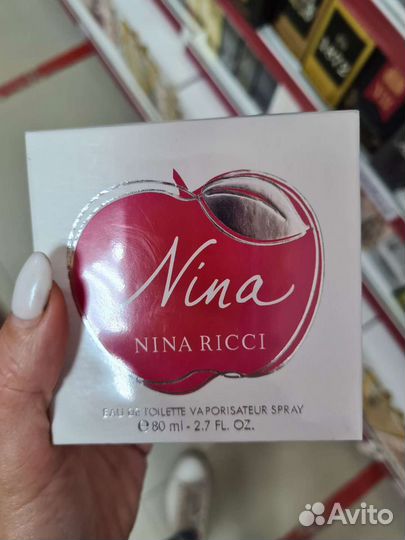 Nina
NINA RICCI
EAU DE TOILETTE VAPORISATEUR SPRAY
℮ 80 ml - 2.7 FL. OZ.
Avito